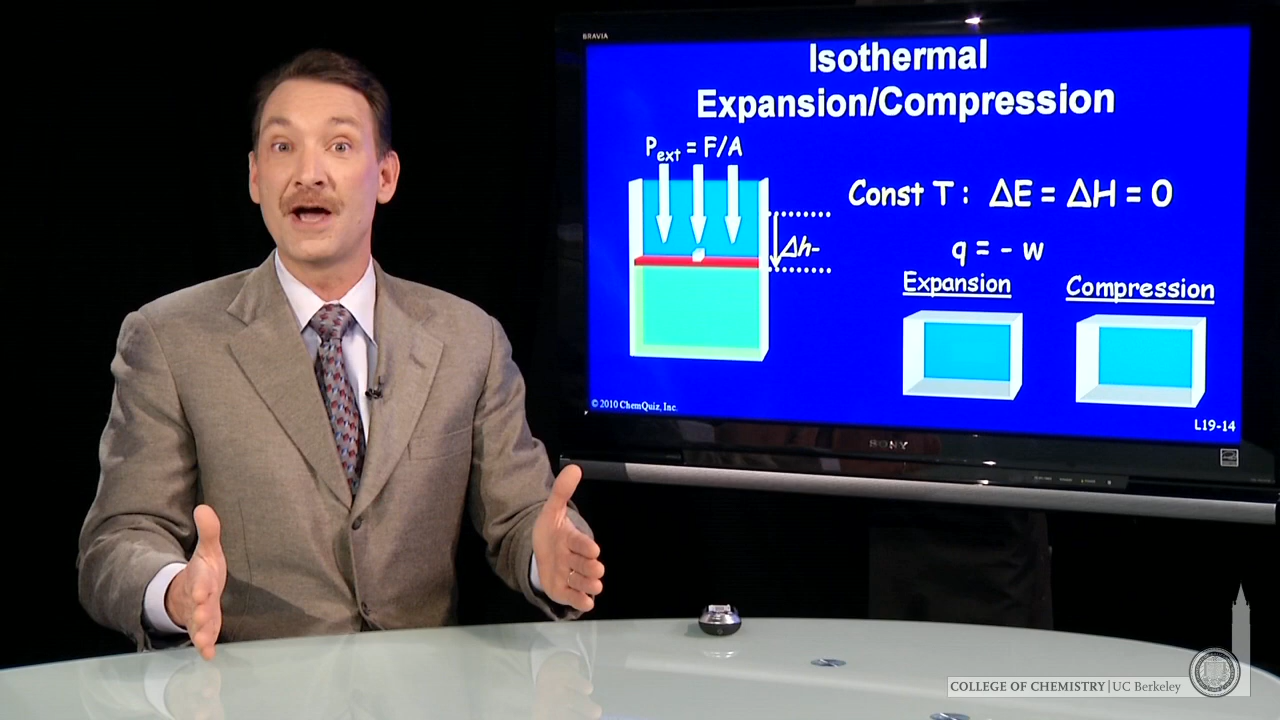 BRAVIA
Isothermal
Expansion/Compression
Pext = F/A
Const T : ΔE = ΔH = 0
Δh-
q = - w
Expansion
Compression
© 2010 ChemQuiz, Inc.
L19-14
SONY
COLLEGE OF CHEMISTRY | UC Berkeley